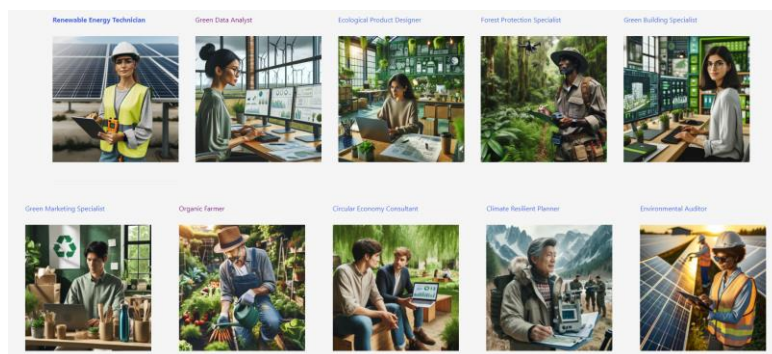 Renewable Energy Technician
Green Data Analyst
Ecological Product Designer
Forest Protection Specialist
Green Building Specialist
Green Marketing Specialist
Organic Farmer
Circular Economy Consultant
Climate Resilient Planner
Environmental Auditor